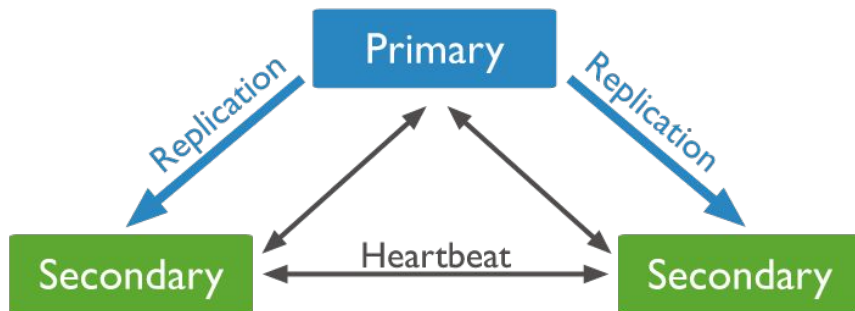 Primary
Replication
Replication
Heartbeat
Secondary
Secondary